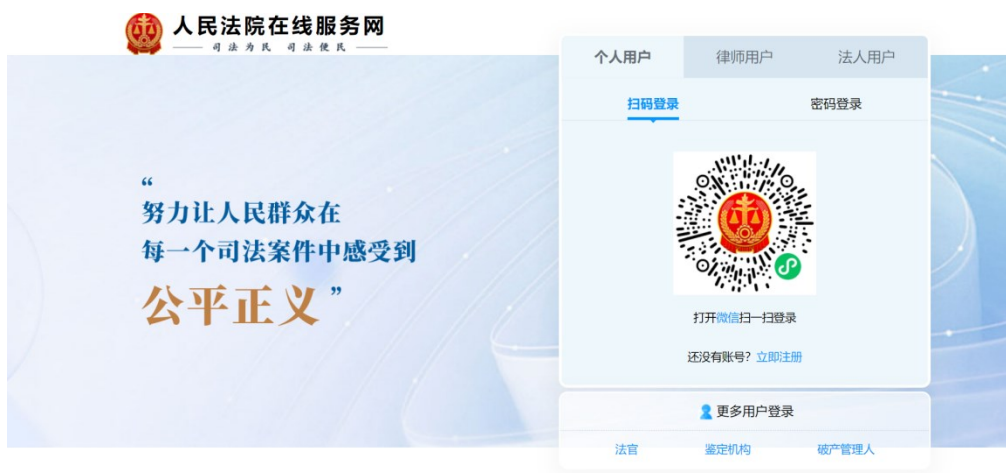 人民法院在线服务网
司法为民 司法便民
个人用户 律师用户 法人用户
扫码登录 密码登录
“
努力让人民群众在
每一个司法案件中感受到
公平正义”
打开微信扫一扫登录
还没有账号？立即注册
更多用户登录
法官 鉴定机构 破产管理人